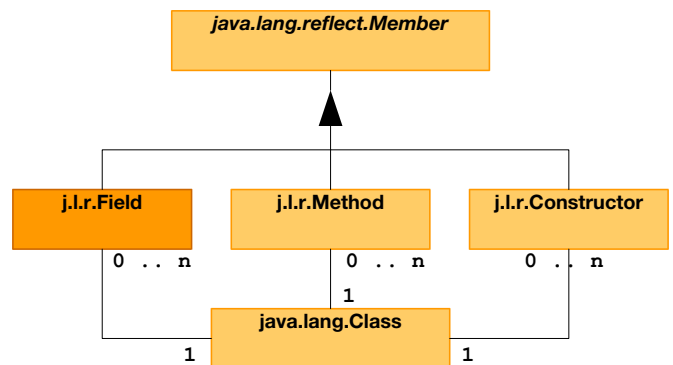 java.lang.reflect.Member
j.l.r.Field
j.l.r.Method
j.l.r.Constructor
0 .. n
0 .. n
0 .. n
1
java.lang.Class
1
1